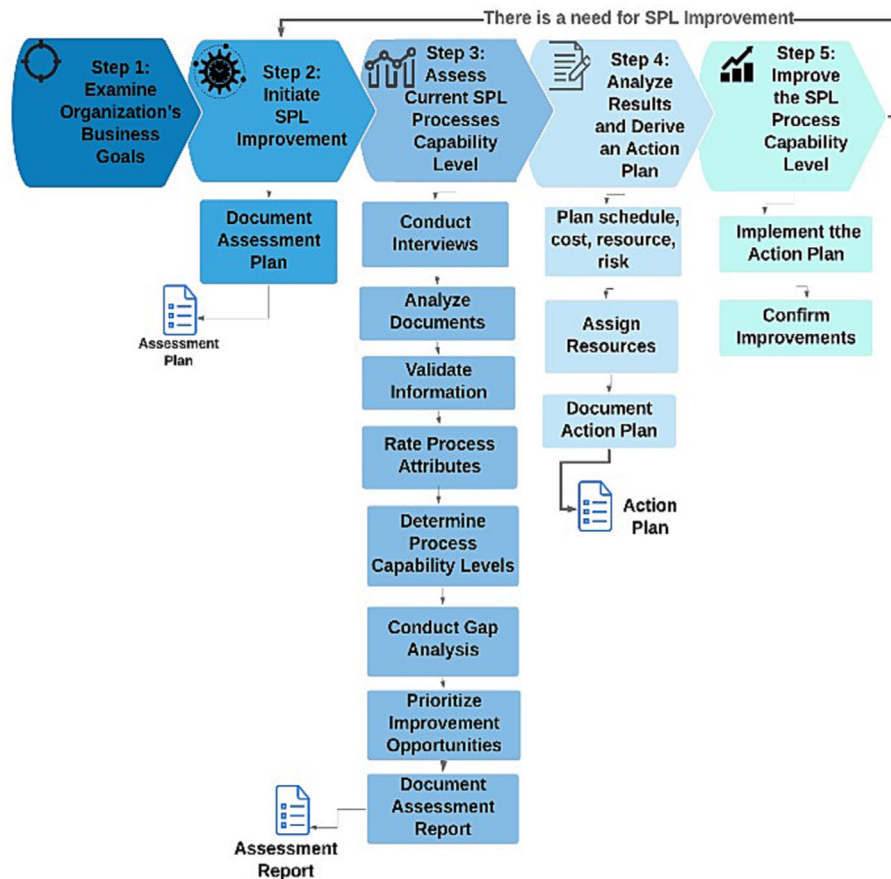 There is a need for SPL Improvement
Step 1:
Examine
Organization's
Business
Goals
Step 2:
Initiate
SPL
Improvement
Step 3:
Assess
Current SPL
Processes
Capability
Level
Step 4:
Analyze
Results
and Derive
an Action
Plan
Step 5:
Improve
the SPL
Process
Capability
Level
Document
Assessment
Plan
Assessment
Plan
Conduct
Interviews
Analyze
Documents
Validate
Information
Rate Process
Attributes
Determine
Process
Capability Levels
Conduct Gap
Analysis
Prioritize
Improvement
Opportunities
Document
Assessment
Report
Assessment
Report
Plan schedule,
cost, resource,
risk
Assign
Resources
Document
Action Plan
Action
Plan
Implement tthe
Action Plan
Confirm
Improvements